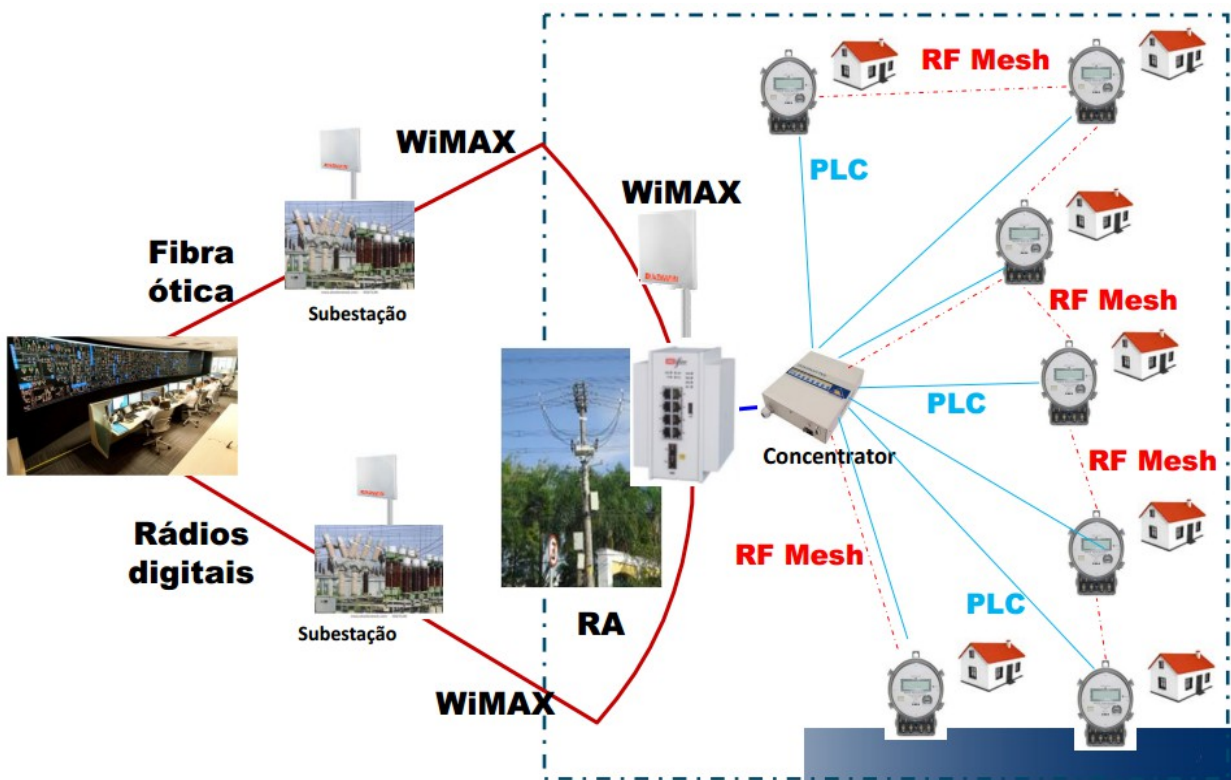 RF Mesh
WiMAX
WiMAX
PLC
Fibra
ótica
Subestação
RF Mesh
PLC
Concentrator
RF Mesh
Rádios
digitais
RF Mesh
PLC
RA
Subestação
WiMAX